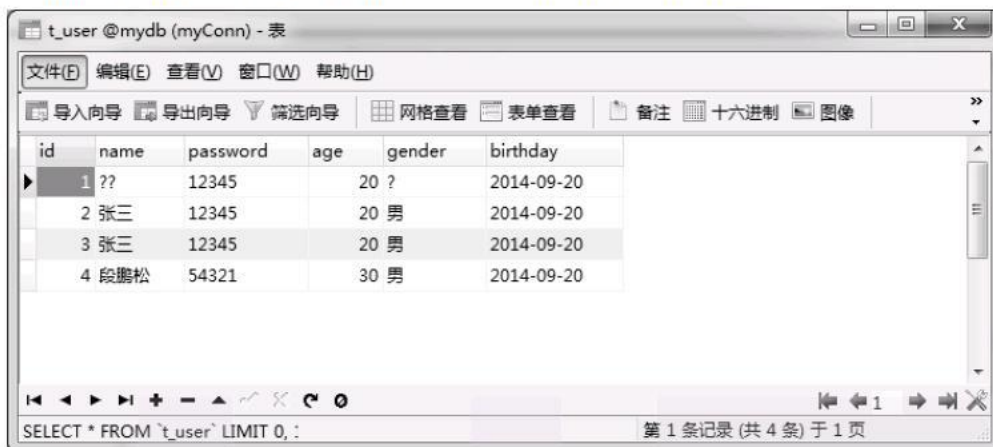 t_user @mydb (myConn) - 表
文件(F) 编辑(E) 查看(V) 窗口(W) 帮助(H)
导入向导 导出向导 筛选向导 网格查看 表单查看 备注 十六进制 图像
id name password age gender birthday
1 ?? 12345 20 ? 2014-09-20
2 张三 12345 20 男 2014-09-20
3 张三 12345 20 男 2014-09-20
4 段鹏松 54321 30 男 2014-09-20
1
SELECT * FROM `t_user` LIMIT 0, 第 1 条记录 (共 4 条) 于 1 页